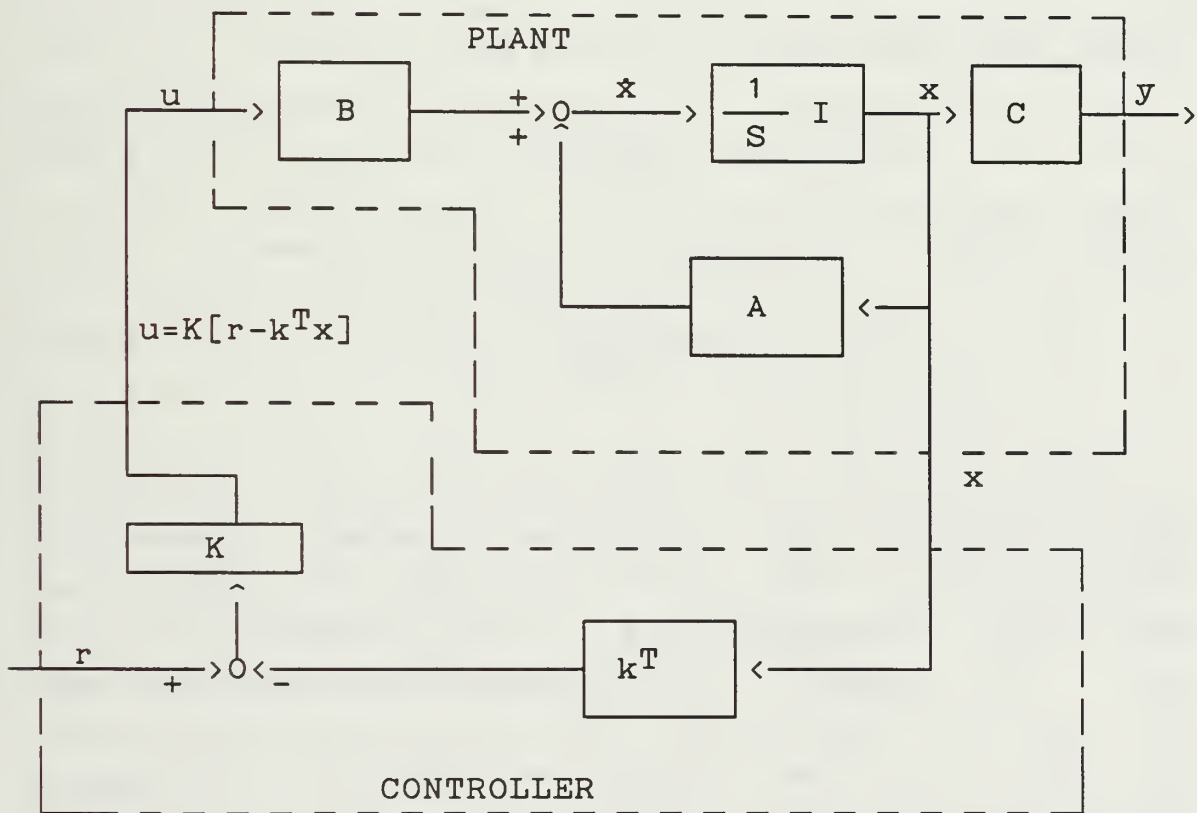 PLANT
u
B
+
+
ẋ
1
S
I
x
C
y
A
u=K[r-kᵀx]
x
K
r
+
-
kᵀ
CONTROLLER